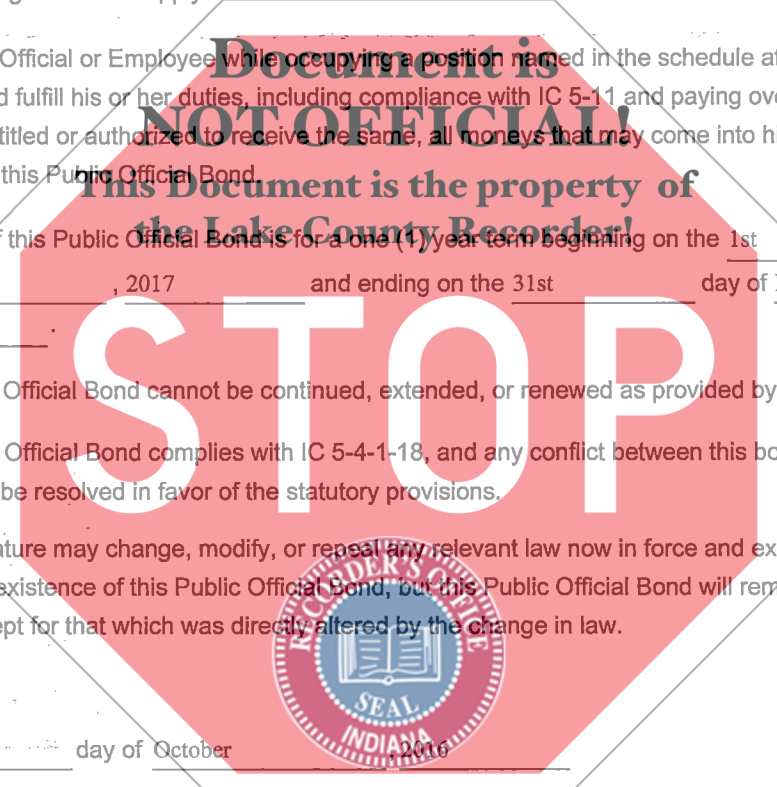 Official or Employee while occupying a position named in the schedule
Document is
fulfill his or her duties, including compliance with IC 5-11 and paying
NOT OFFICIAL!
or authorized to receive the same, all moneys that may come into
this Public Official Bond.
This Document is the property of
the Lake County Recorder!
this Public Official Bond is for a one (1) year term beginning on the 1st
, 2017 and ending on the 31st day of
.
STOP
Official Bond cannot be continued, extended, or renewed as provided by
Official Bond complies with IC 5-4-1-18, and any conflict between this
be resolved in favor of the statutory provisions.
may change, modify, or repeal any relevant law now in force and
existence of this Public Official Bond, but this Public Official Bond will
for that which was directly altered by the change in law.
RECORDER'S OFFICE
SEAL
INDIANA
day of October , 2016